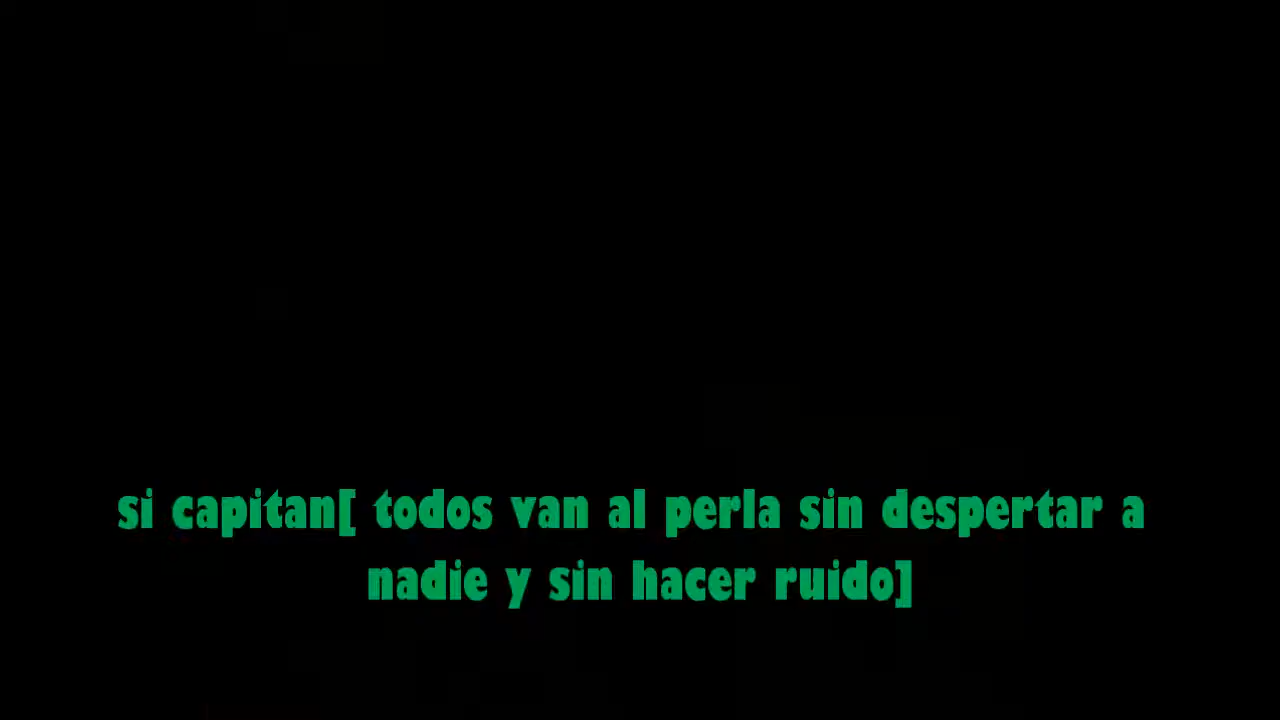 si capitan[ todos van al perla sin despertar a
nadie y sin hacer ruido]